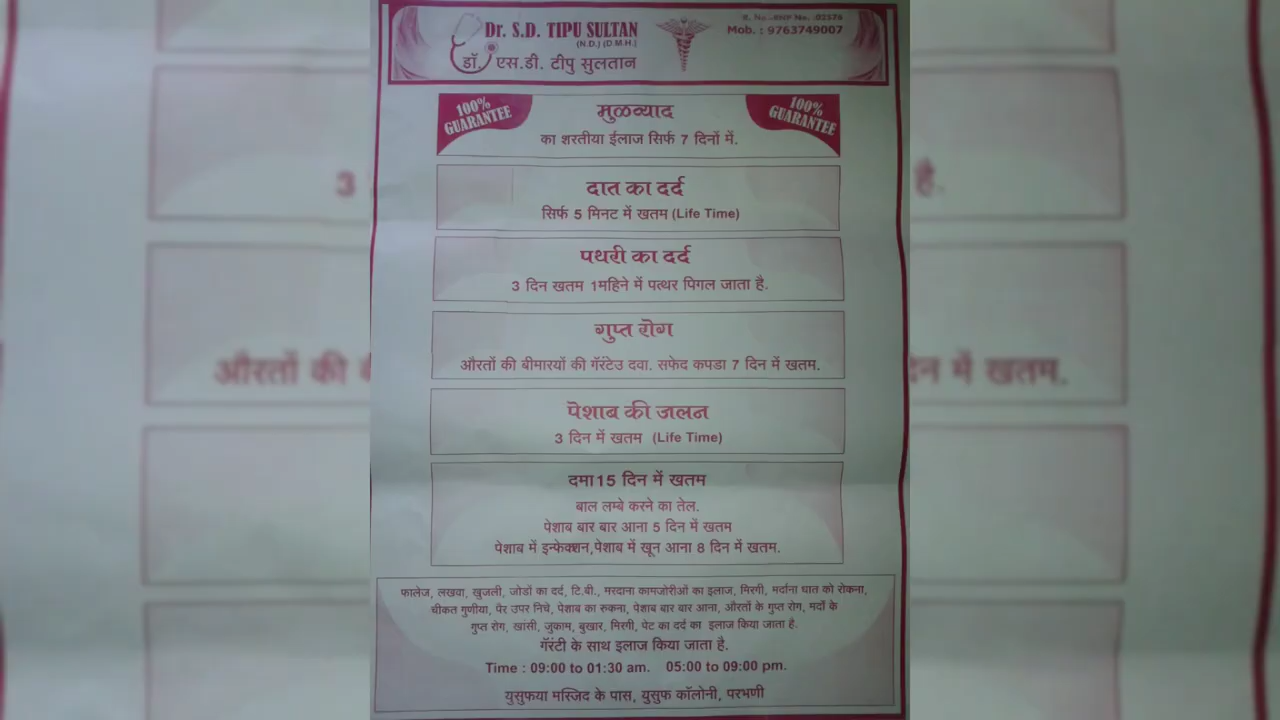 Dr. S.D. TIPU SULTAN
(N.D.) (D.M.H.)
डॉ. एस.डी. टीपु सुलतान
Mob. : 9763749007
100% GUARANTEE
मुळव्याद
100% GUARANTEE
का शरतीया ईलाज सिर्फ 7 दिनों में.
दात का दर्द
सिर्फ 5 मिनट में खतम (Life Time)
पथरी का दर्द
3 दिन खतम 1महिने में पत्थर पिगल जाता है.
गुप्त रोग
औरतों की बीमारयों की गॅरंटेउ दवा. सफेद कपडा 7 दिन में खतम.
पेशाब की जलन
3 दिन में खतम (Life Time)
दमा15 दिन में खतम
बाल लम्बे करने का तेल.
पेशाब बार बार आना 5 दिन में खतम
पेशाब में इन्फेक्शन,पेशाब में खून आना 8 दिन में खतम.
फालेज, लखवा, खुजली, जोडों का दर्द, टि.बी., मरदाना कामजोरीओं का इलाज, मिरगी, मर्दाना धात को रोकना,
चीकत गुणीया, पेर उपर निचे, पेशाब का रुकना, पेशाब बार बार आना, औरतों के गुप्त रोग, मर्दो के
गुप्त रोग, खांसी, जुकाम, बुखार, मिरगी, पेट का दर्द का इलाज किया जाता है.
गॅरंटी के साथ इलाज किया जाता है.
Time : 09:00 to 01:30 am. 05:00 to 09:00 pm.
युसुफया मस्जिद के पास, युसुफ कॉलोनी, परभणी